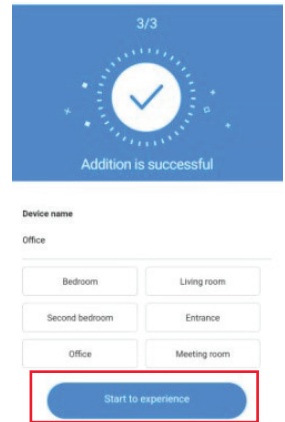 3/3
Addition is successful
Device name
Office
Bedroom Living room
Second bedroom Entrance
Office Meeting room
Start to experience